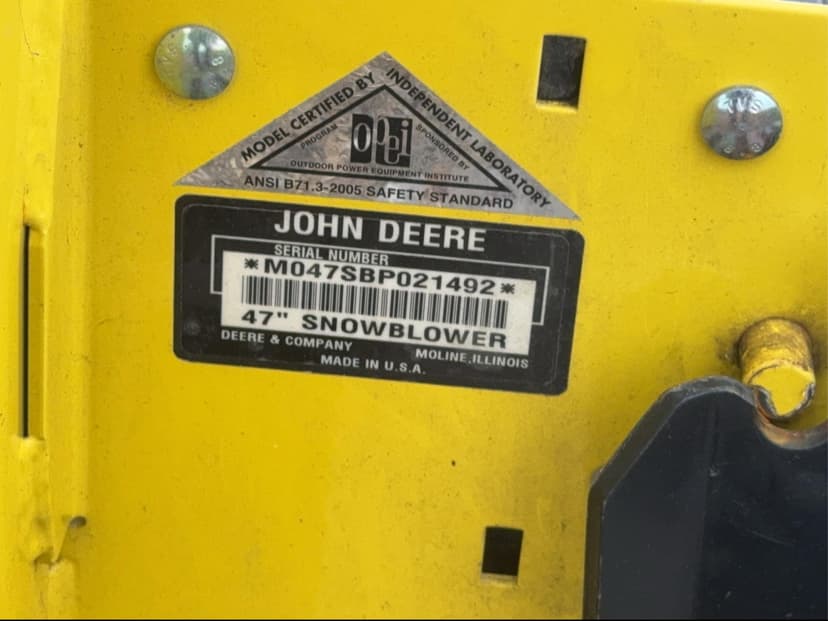 MODEL CERTIFIED BY INDEPENDENT LABORATORY
PROGRAM SPONSORED BY
opei
OUTDOOR POWER EQUIPMENT INSTITUTE
ANSI B71.3-2005 SAFETY STANDARD
JOHN DEERE
SERIAL NUMBER
*M047SBP021492*
47" SNOWBLOWER
DEERE & COMPANY MOLINE, ILLINOIS
MADE IN U.S.A.